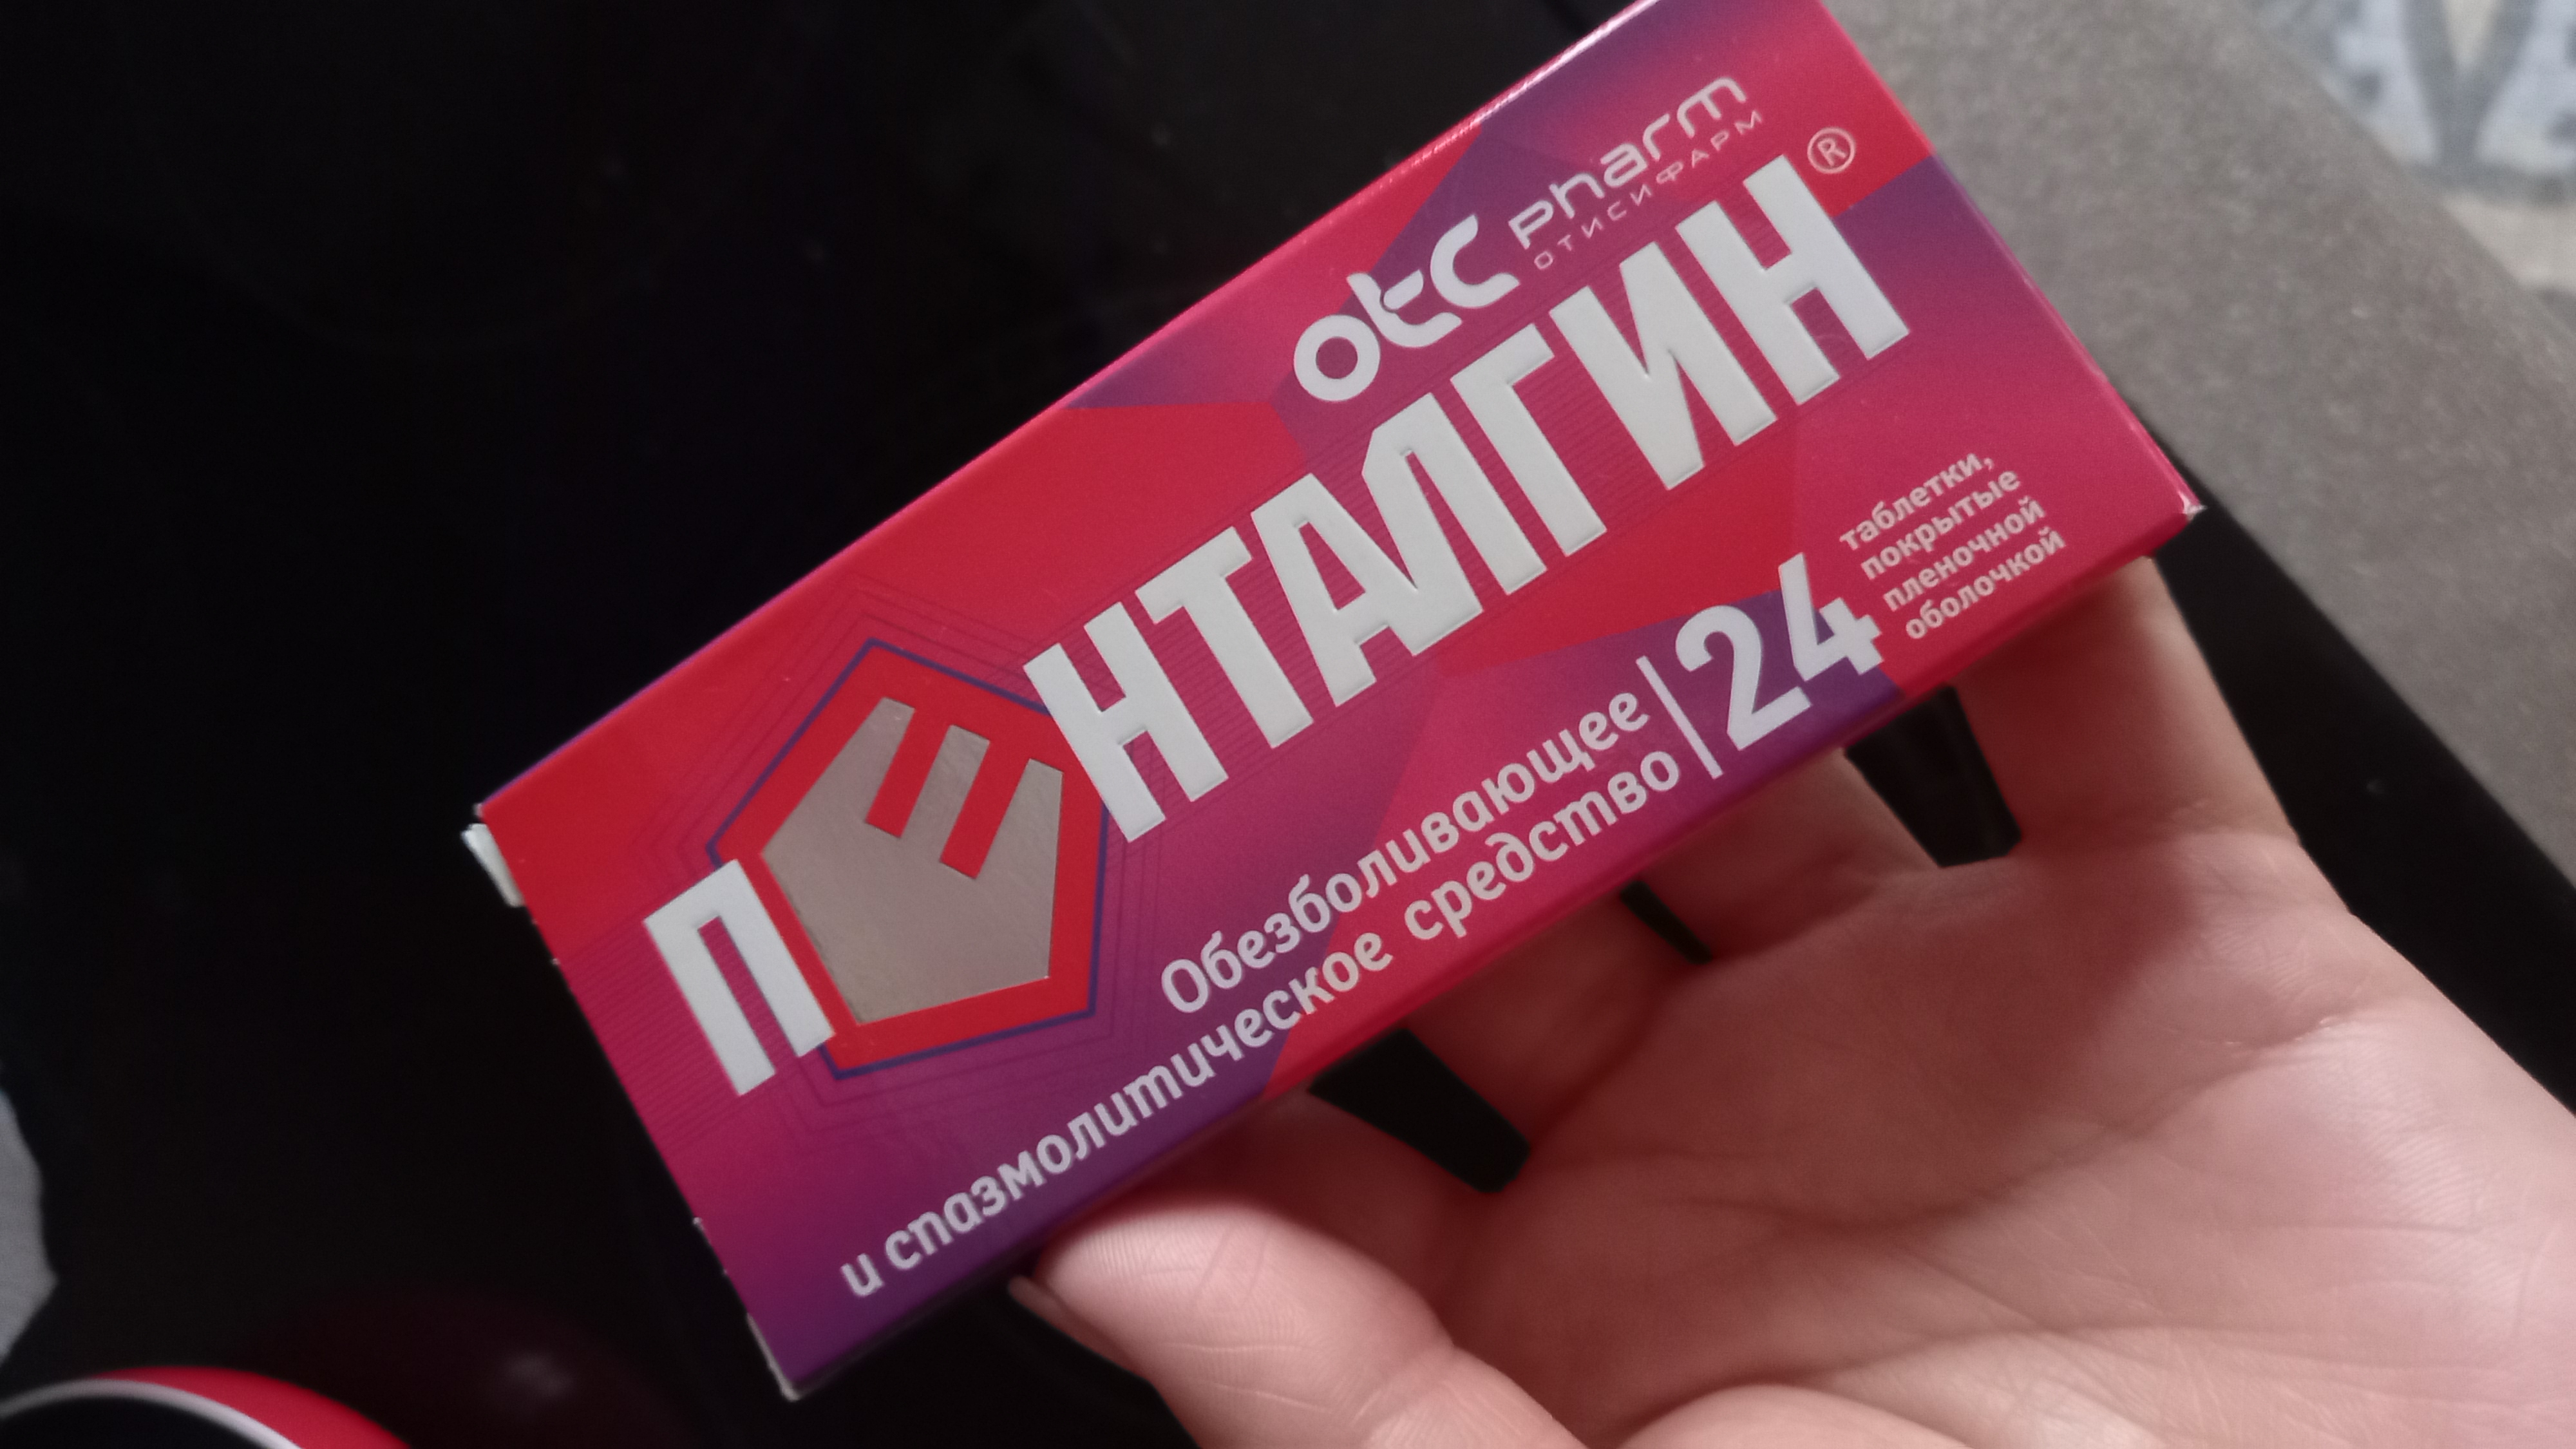 otc pharm
ОТИСИФАРМ
ПЕНТАЛГИН®
Обезболивающее
и спазмолитическое средство
24
таблетки,
покрытые
пленочной
оболочкой